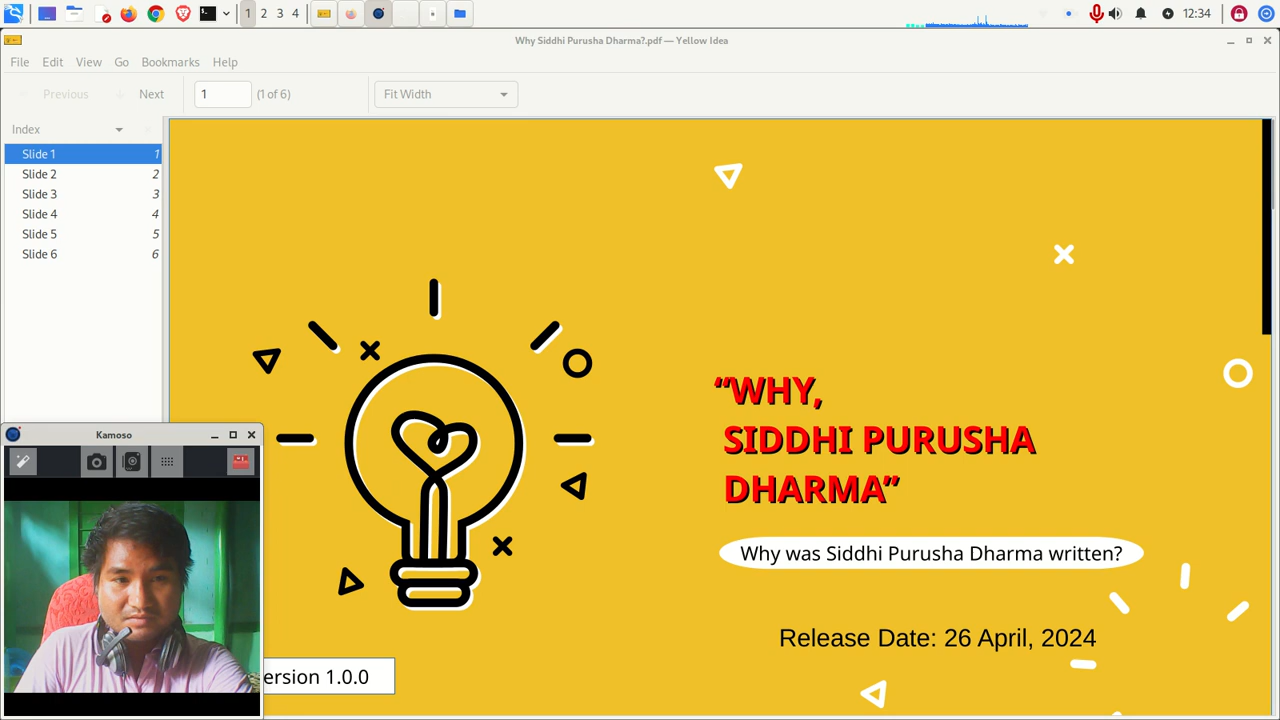 1 2 3 4
12:34
Why Siddhi Purusha Dharma?.pdf — Yellow Idea
File Edit View Go Bookmarks Help
Previous Next 1 (1 of 6) Fit Width
Index
Slide 1 1
Slide 2 2
Slide 3 3
Slide 4 4
Slide 5 5
Slide 6 6
“WHY,
SIDDHI PURUSHA
DHARMA”
Why was Siddhi Purusha Dharma written?
Release Date: 26 April, 2024
ersion 1.0.0
Kamoso